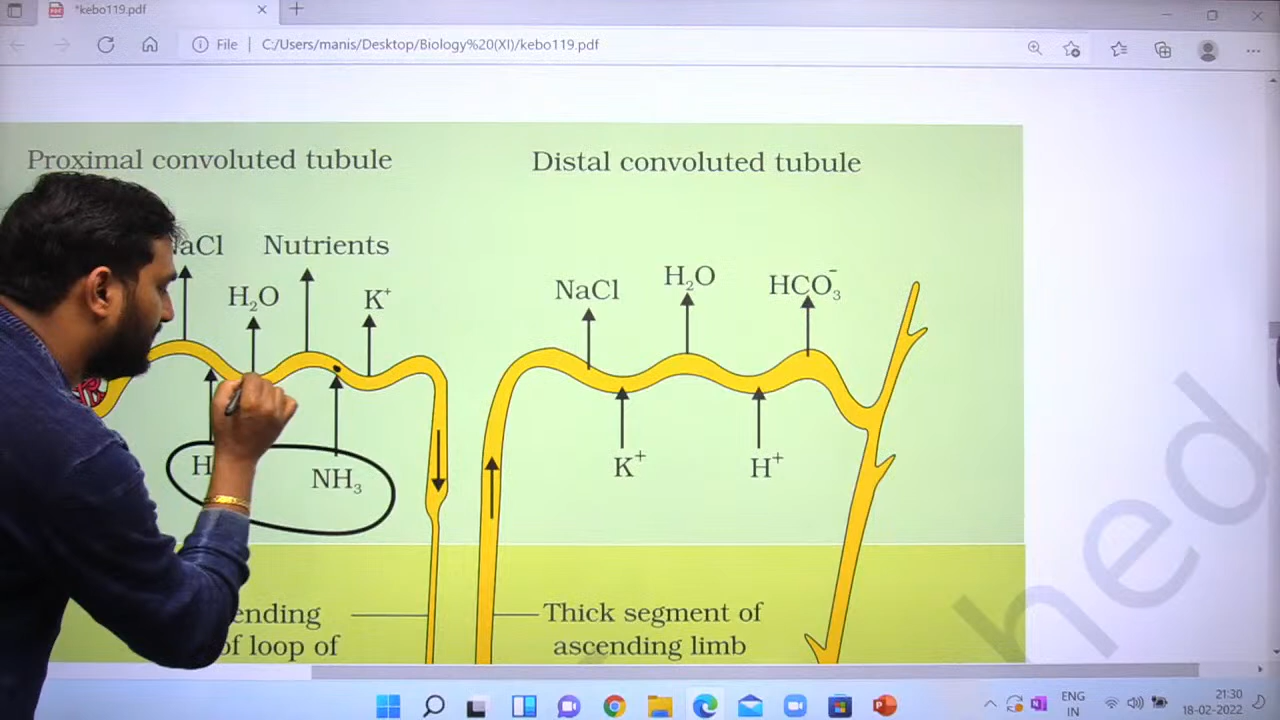 *kebo119.pdf
File C:/Users/manis/Desktop/Biology%20(XI)/kebo119.pdf
Proximal convoluted tubule
Distal convoluted tubule
NaCl Nutrients
H₂O K⁺
NaCl H₂O HCO₃⁻
H NH₃
K⁺ H⁺
ending
of loop of
Thick segment of
ascending limb
hed
ENG
IN
21:30
18-02-2022